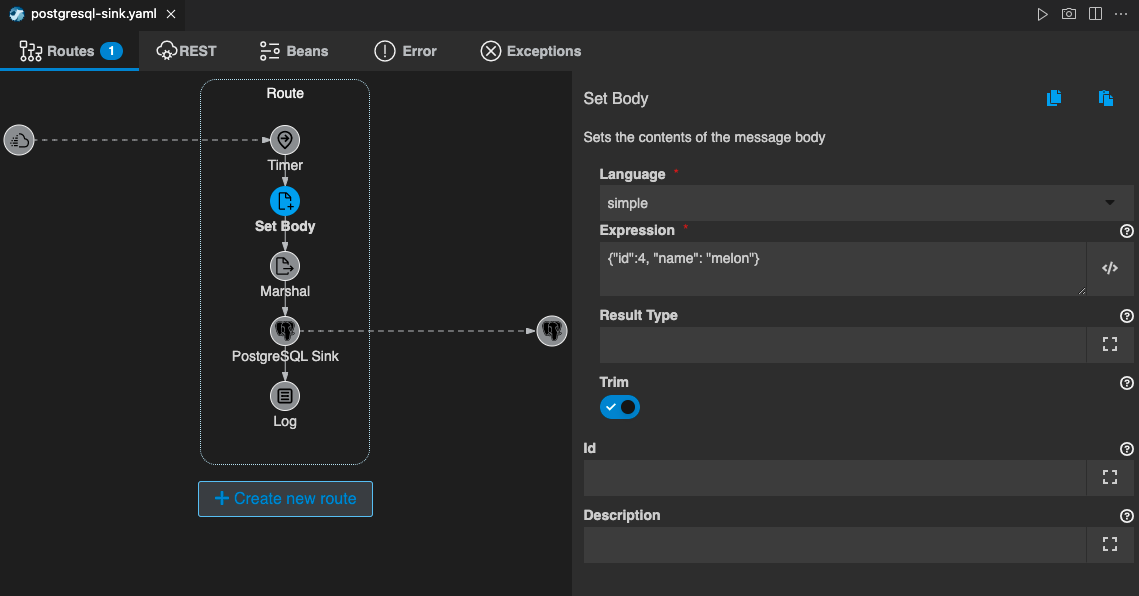 postgresql-sink.yaml
Routes 1 REST Beans Error Exceptions
Route
Timer
Set Body
Marshal
PostgreSQL Sink
Log
Create new route
Set Body
Sets the contents of the message body
Language *
simple
Expression *
{"id":4, "name": "melon"}
Result Type
Trim
Id
Description